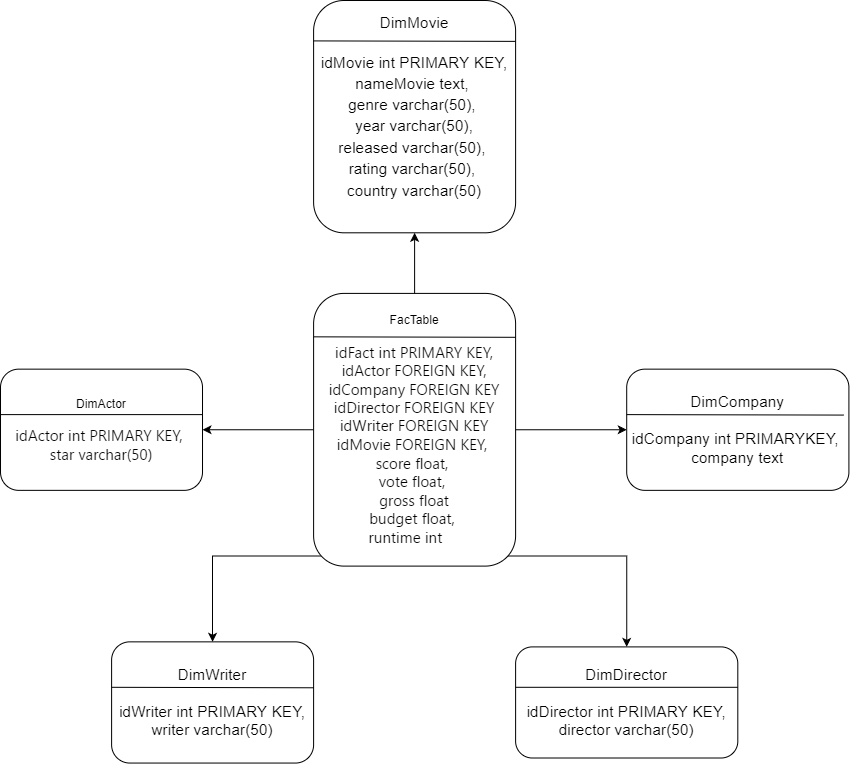 DimMovie
idMovie int PRIMARY KEY,
nameMovie text,
genre varchar(50),
year varchar(50),
released varchar(50),
rating varchar(50),
country varchar(50)
FacTable
idFact int PRIMARY KEY,
idActor FOREIGN KEY,
idCompany FOREIGN KEY
idDirector FOREIGN KEY
idWriter FOREIGN KEY
idMovie FOREIGN KEY,
score float,
vote float,
gross float
budget float,
runtime int
DimActor
idActor int PRIMARY KEY,
star varchar(50)
DimCompany
idCompany int PRIMARYKEY,
company text
DimWriter
idWriter int PRIMARY KEY,
writer varchar(50)
DimDirector
idDirector int PRIMARY KEY,
director varchar(50)